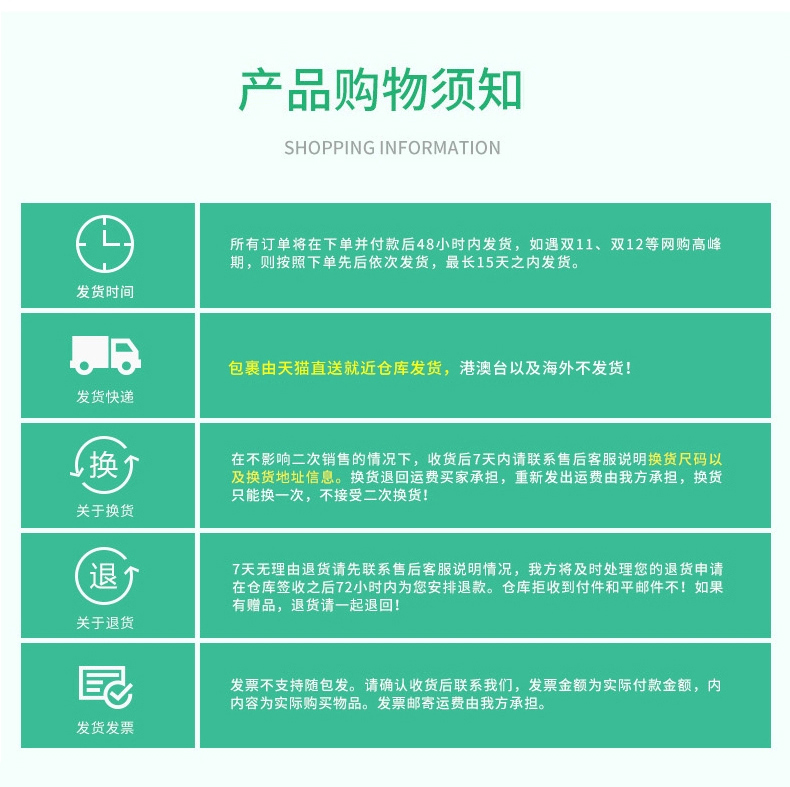 产品购物须知
SHOPPING INFORMATION
发货时间
所有订单将在下单并付款后48小时内发货，如遇双11、双12等网购高峰
期，则按照下单先后依次发货，最长15天之内发货。
发货快递
包裹由天猫直送就近仓库发货，港澳台以及海外不发货！
换
关于换货
在不影响二次销售的情况下，收货后7天内请联系售后客服说明换货尺码以
及换货地址信息。换货退回运费买家承担，重新发出运费由我方承担，换货
只能换一次，不接受二次换货！
退
关于退货
7天无理由退货请先联系售后客服说明情况，我方将及时处理您的退货申请
在仓库签收之后72小时内为您安排退款。仓库拒收到付件和平邮件不！如果
有赠品，退货请一起退回！
发货发票
发票不支持随包发。请确认收货后联系我们，发票金额为实际付款金额，内
内容为实际购买物品。发票邮寄运费由我方承担。